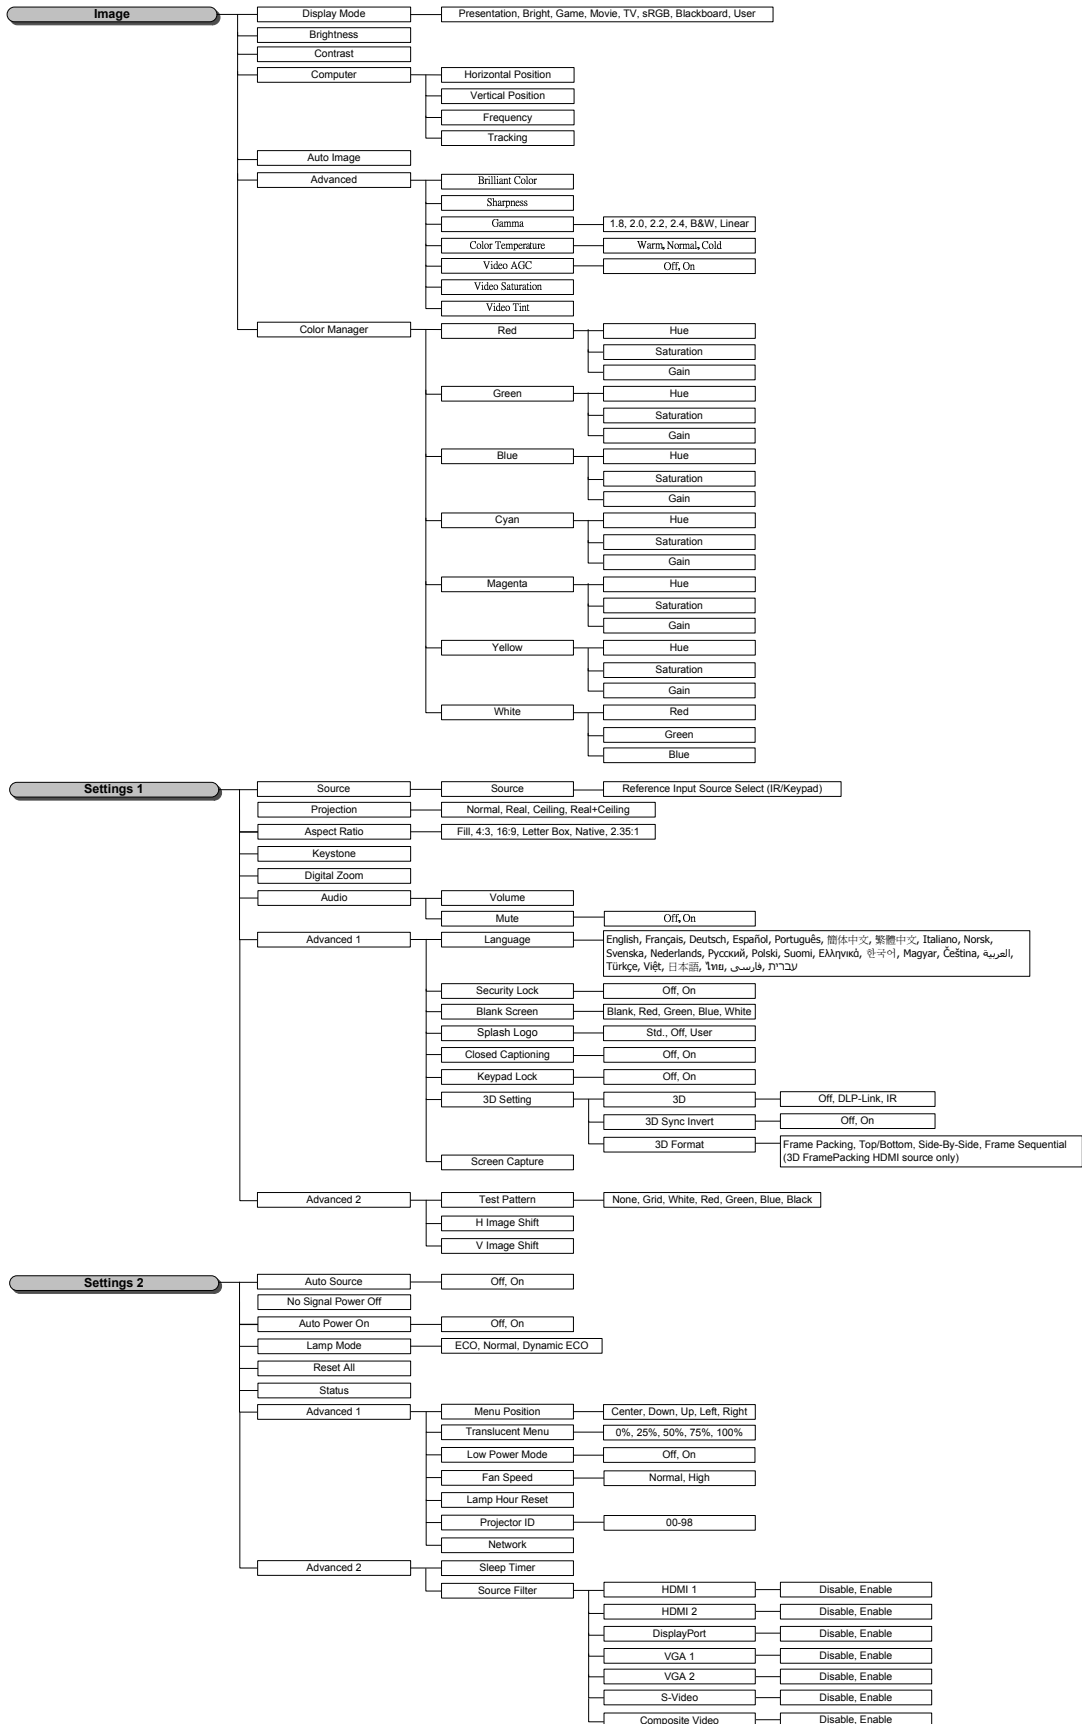 Image
Display Mode
Presentation, Bright, Game, Movie, TV, sRGB, Blackboard, User
Brightness
Contrast
Computer
Horizontal Position
Vertical Position
Frequency
Tracking
Auto Image
Advanced
Brilliant Color
Sharpness
Gamma
1.8, 2.0, 2.2, 2.4, B&W, Linear
Color Temperature
Warm, Normal, Cold
Video AGC
Off, On
Video Saturation
Video Tint
Color Manager
Red
Hue
Saturation
Gain
Green
Hue
Saturation
Gain
Blue
Hue
Saturation
Gain
Cyan
Hue
Saturation
Gain
Magenta
Hue
Saturation
Gain
Yellow
Hue
Saturation
Gain
White
Red
Green
Blue
Settings 1
Source
Source
Reference Input Source Select (IR/Keypad)
Projection
Normal, Real, Ceiling, Real+Ceiling
Aspect Ratio
Fill, 4:3, 16:9, Letter Box, Native, 2.35:1
Keystone
Digital Zoom
Audio
Volume
Mute
Off, On
Advanced 1
Language
English, Français, Deutsch, Español, Português, 簡体中文, 繁體中文, Italiano, Norsk,
Svenska, Nederlands, Русский, Polski, Suomi, Ελληνικά, 한국어, Magyar, Čeština, العربية,
Türkçe, Việt, 日本語, ไทย, فارسی, עברית
Security Lock
Off, On
Blank Screen
Blank, Red, Green, Blue, White
Splash Logo
Std., Off, User
Closed Captioning
Off, On
Keypad Lock
Off, On
3D Setting
3D
Off, DLP-Link, IR
3D Sync Invert
Off, On
3D Format
Frame Packing, Top/Bottom, Side-By-Side, Frame Sequential
(3D FramePacking HDMI source only)
Screen Capture
Advanced 2
Test Pattern
None, Grid, White, Red, Green, Blue, Black
H Image Shift
V Image Shift
Settings 2
Auto Source
Off, On
No Signal Power Off
Auto Power On
Off, On
Lamp Mode
ECO, Normal, Dynamic ECO
Reset All
Status
Advanced 1
Menu Position
Center, Down, Up, Left, Right
Translucent Menu
0%, 25%, 50%, 75%, 100%
Low Power Mode
Off, On
Fan Speed
Normal, High
Lamp Hour Reset
Projector ID
00-98
Network
Advanced 2
Sleep Timer
Source Filter
HDMI 1
Disable, Enable
HDMI 2
Disable, Enable
DisplayPort
Disable, Enable
VGA 1
Disable, Enable
VGA 2
Disable, Enable
S-Video
Disable, Enable
Composite Video
Disable, Enable